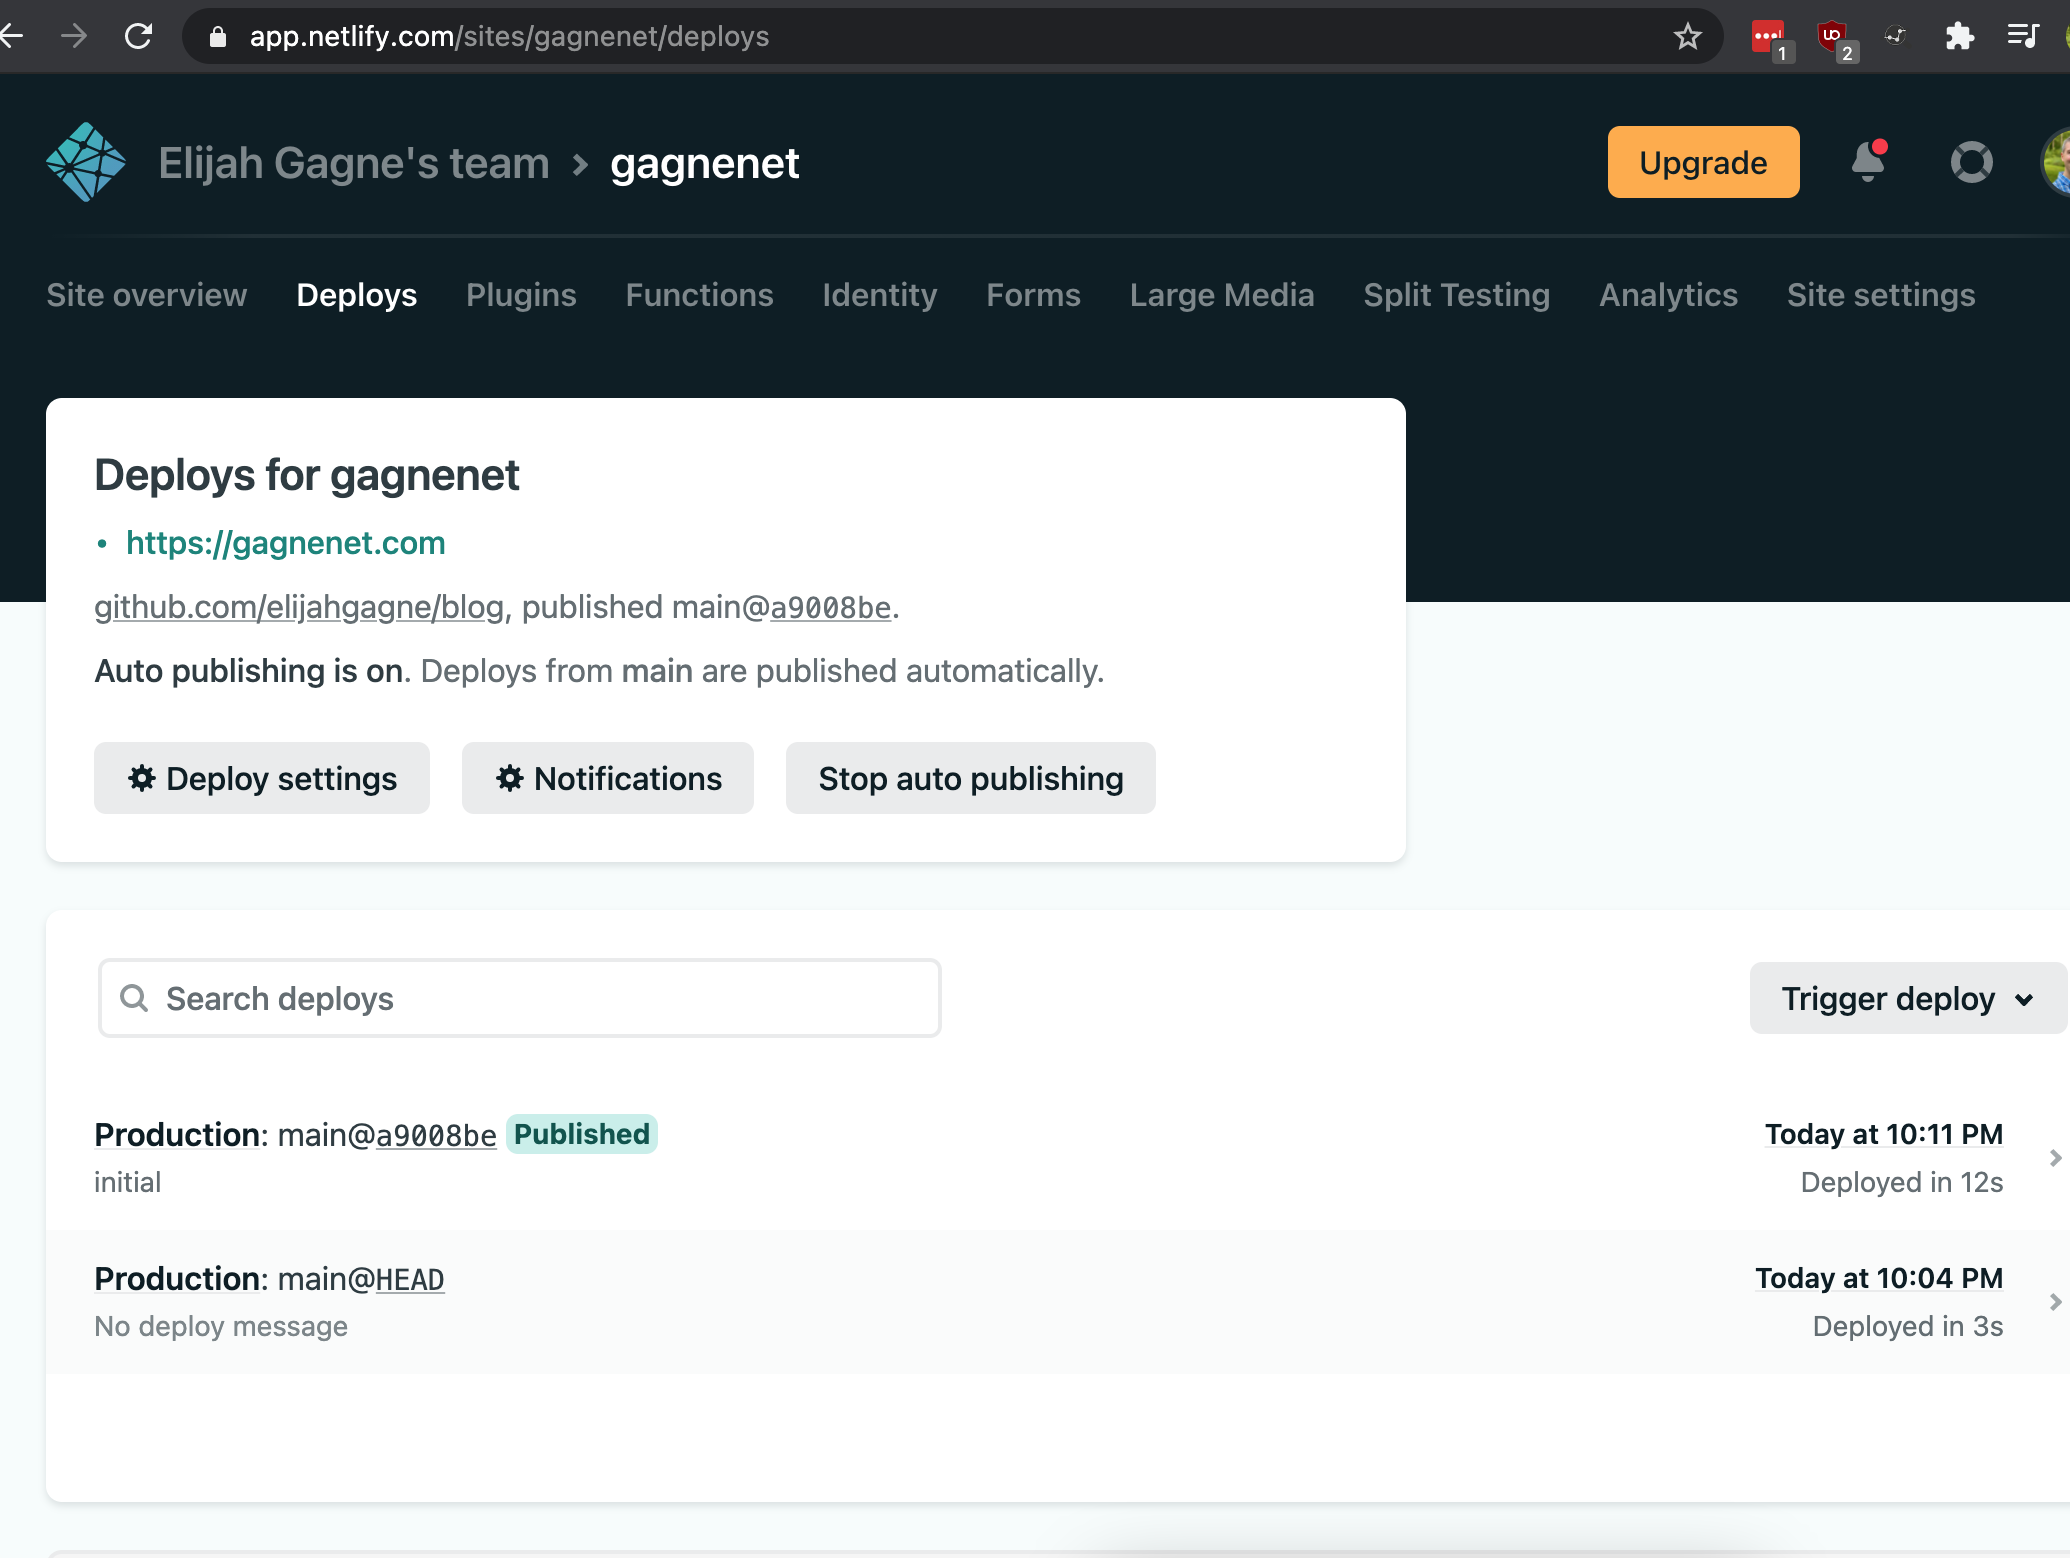 app.netlify.com/sites/gagnenet/deploys
1
2
Elijah Gagne's team > gagnenet
Upgrade
Site overview Deploys Plugins Functions Identity Forms Large Media Split Testing Analytics Site settings
Deploys for gagnenet
• https://gagnenet.com
github.com/elijahgagne/blog, published main@a9008be.
Auto publishing is on. Deploys from main are published automatically.
Deploy settings Notifications Stop auto publishing
Search deploys
Trigger deploy
Production: main@a9008be Published
Today at 10:11 PM
initial
Deployed in 12s
Production: main@HEAD
Today at 10:04 PM
No deploy message
Deployed in 3s